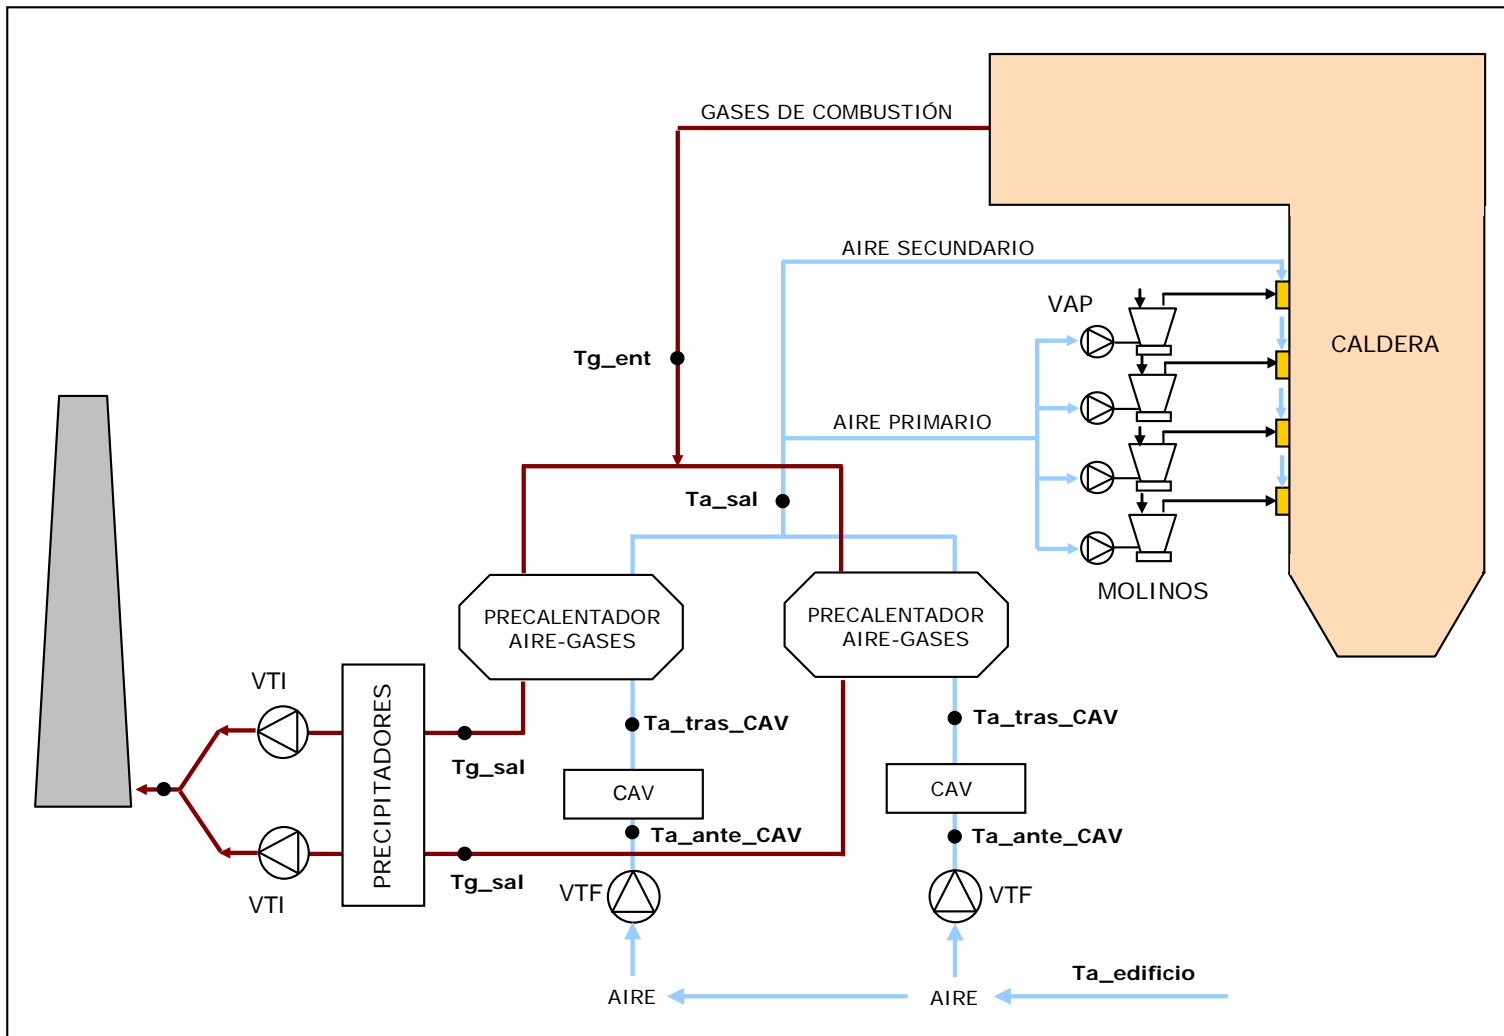 GASES DE COMBUSTIÓN
AIRE SECUNDARIO
VAP
CALDERA
Tg_ent
AIRE PRIMARIO
Ta_sal
MOLINOS
PRECALENTADOR
AIRE-GASES
PRECALENTADOR
AIRE-GASES
VTI
PRECIPITADORES
Ta_tras_CAV
Ta_tras_CAV
Tg_sal
CAV
CAV
Ta_ante_CAV
Ta_ante_CAV
Tg_sal
VTI
VTF
VTF
Ta_edificio
AIRE
AIRE